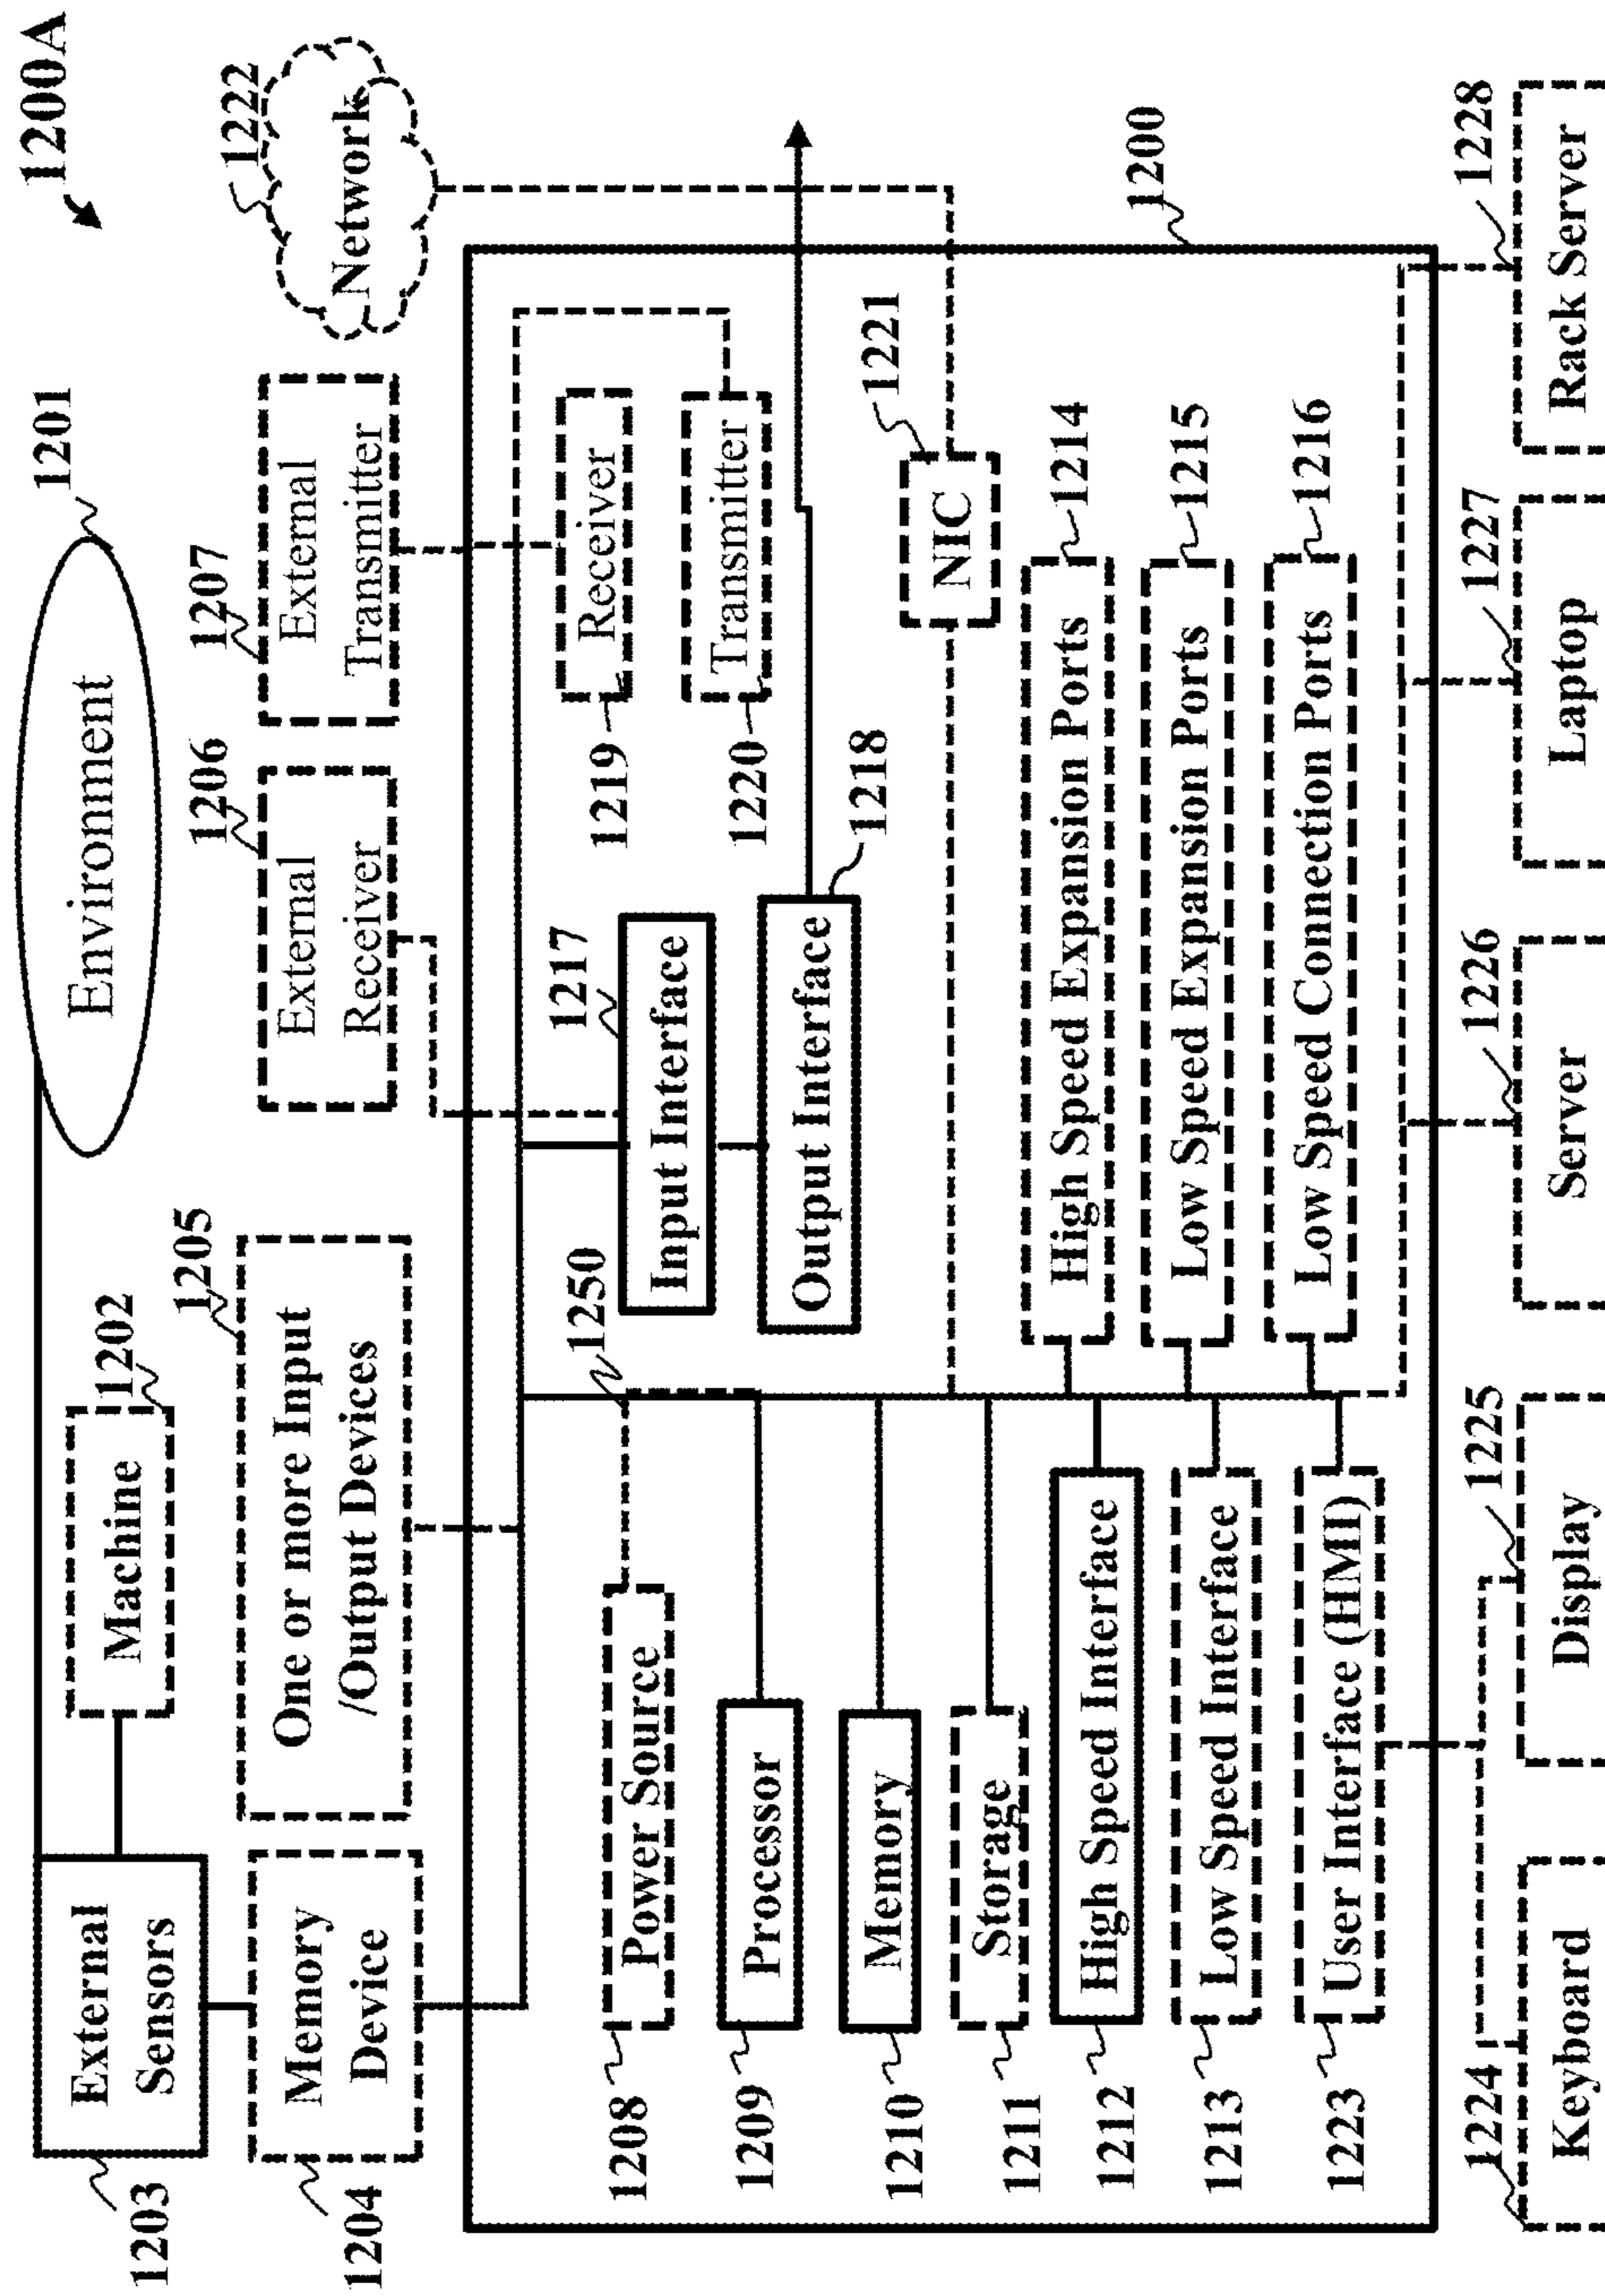 1200A
Environment
1201
1222
Network
External
Sensors
1203
Machine
1202
1205
One or more Input
/Output Devices
1206
External
Receiver
1207
External
Transmitter
Memory
Device
1204
1200
1250
1217
Input Interface
Output Interface
1218
Receiver
1219
Transmitter
1220
1221
NIC
1208
Power Source
1209
Processor
1210
Memory
1211
Storage
1212
High Speed Interface
1213
Low Speed Interface
1223
User Interface (HMI)
High Speed Expansion Ports
1214
Low Speed Expansion Ports
1215
Low Speed Connection Ports
1216
1224
Keyboard
1225
Display
1226
Server
1227
Laptop
1228
Rack Server